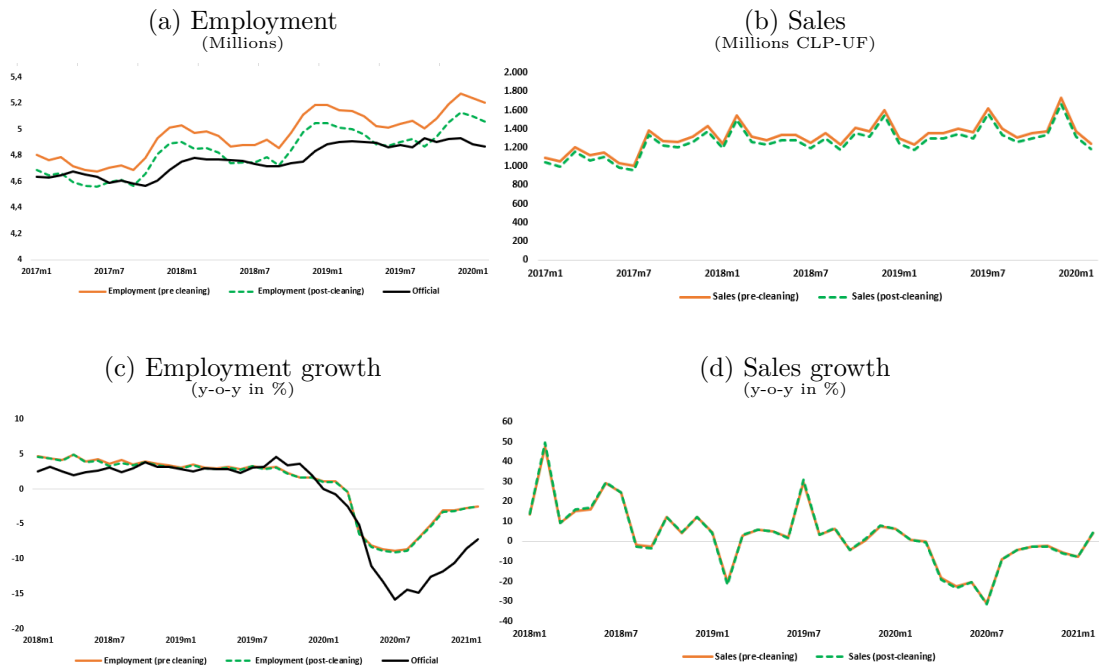 (a) Employment
(Millions)
5,4
5,2
5
4,8
4,6
4,4
4,2
4
2017m1 2017m7 2018m1 2018m7 2019m1 2019m7 2020m1
Employment (pre cleaning) Employment (post-cleaning) Official
(b) Sales
(Millions CLP-UF)
2.000
1.800
1.600
1.400
1.200
1.000
800
600
400
200
0
2017m1 2017m7 2018m1 2018m7 2019m1 2019m7 2020m1
Sales (pre-cleaning) Sales (post-cleaning)
(c) Employment growth
(y-o-y in %)
10
5
0
-5
-10
-15
-20
2018m1 2018m7 2019m1 2019m7 2020m1 2020m7 2021m1
Employment (pre cleaning) Employment (post-cleaning) Official
(d) Sales growth
(y-o-y in %)
60
50
40
30
20
10
0
-10
-20
-30
-40
2018m1 2018m7 2019m1 2019m7 2020m1 2020m7 2021m1
Sales (pre-cleaning) Sales (post-cleaning)